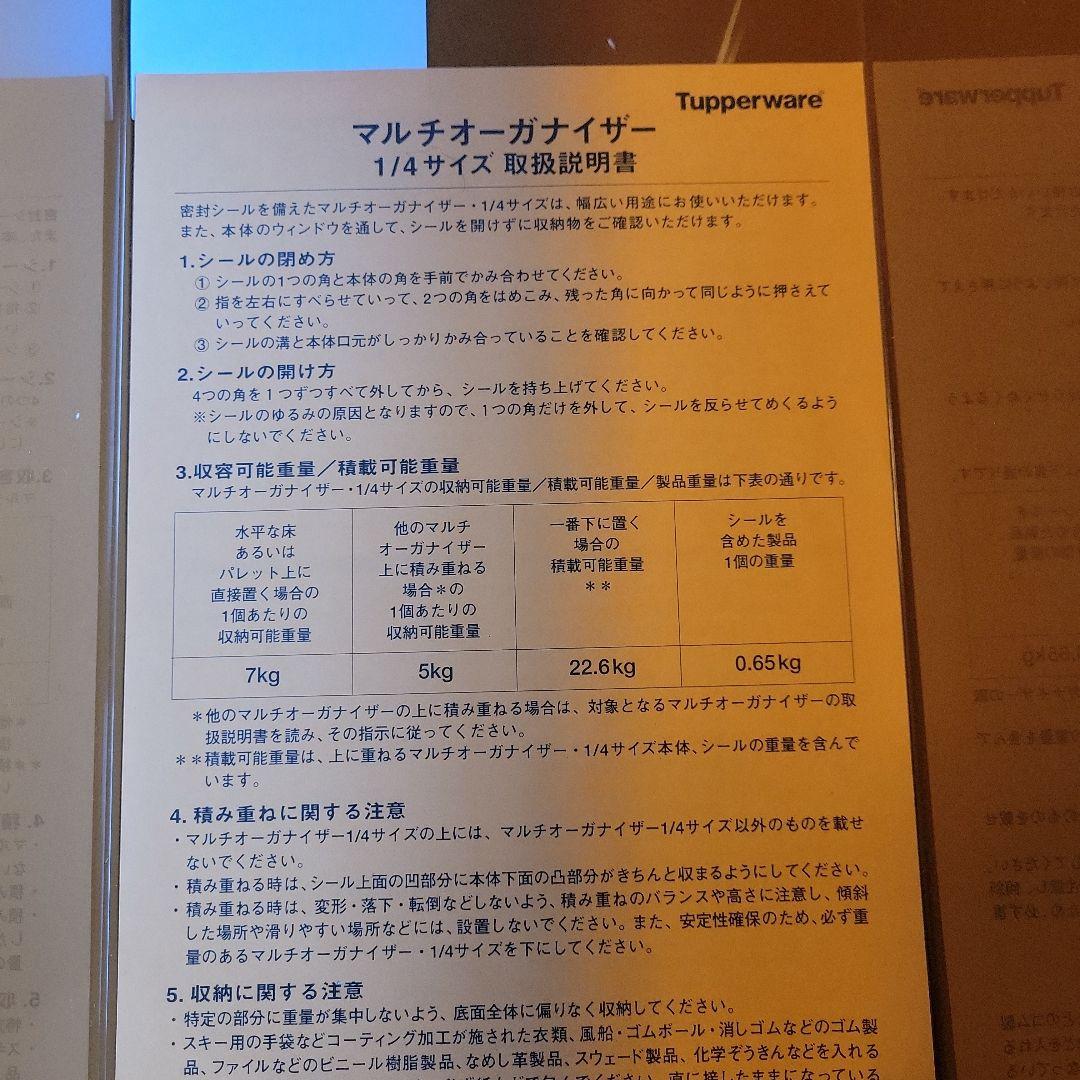 Tupperware
マルチオーガナイザー
1/4サイズ 取扱説明書
密封シールを備えたマルチオーガナイザー・1/4サイズは、幅広い用途にお使いいただけます。
また、本体のウィンドウを通して、シールを開けずに収納物をご確認いただけます。
1.シールの閉め方
① シールの1つの角と本体の角を手前でかみ合わせてください。
② 指を左右にすべらせていって、2つの角をはめこみ、残った角に向かって同じように押さえて
いってください。
③ シールの溝と本体口元がしっかりかみ合っていることを確認してください。
2.シールの開け方
4つの角を1つずつすべて外してから、シールを持ち上げてください。
※シールのゆるみの原因となりますので、1つの角だけを外して、シールを反らせてめくるよう
にしないでください。
3.収容可能重量／積載可能重量
マルチオーガナイザー・1/4サイズの収納可能重量／積載可能重量／製品重量は下表の通りです。
水平な床
あるいは
パレット上に
直接置く場合の
1個あたりの
収納可能重量
他のマルチ
オーガナイザー
上に積み重ねる
場合＊の
1個あたりの
収納可能重量
一番下に置く
場合の
積載可能重量
＊＊
シールを
含めた製品
1個の重量
7kg
5kg
22.6kg
0.65kg
＊他のマルチオーガナイザーの上に積み重ねる場合は、対象となるマルチオーガナイザーの取
扱説明書を読み、その指示に従ってください。
＊＊積載可能重量は、上に重ねるマルチオーガナイザー・1/4サイズ本体、シールの重量を含んで
います。
4. 積み重ねに関する注意
・マルチオーガナイザー1/4サイズの上には、マルチオーガナイザー1/4サイズ以外のものを載せ
ないでください。
・積み重ねる時は、シール上面の凹部分に本体下面の凸部分がきちんと収まるようにしてください。
・積み重ねる時は、変形・落下・転倒などしないよう、積み重ねのバランスや高さに注意し、傾斜
した場所や滑りやすい場所などには、設置しないでください。また、安定性確保のため、必ず重
量のあるマルチオーガナイザー・1/4サイズを下にしてください。
5. 収納に関する注意
・特定の部分に重量が集中しないよう、底面全体に偏りなく収納してください。
・スキー用の手袋などコーティング加工が施された衣類、風船・ゴムボール・消しゴムなどのゴム製
品、ファイルなどのビニール樹脂製品、なめし革製品、スウェード製品、化学ぞうきんなどを入れる
直に接したままになっている